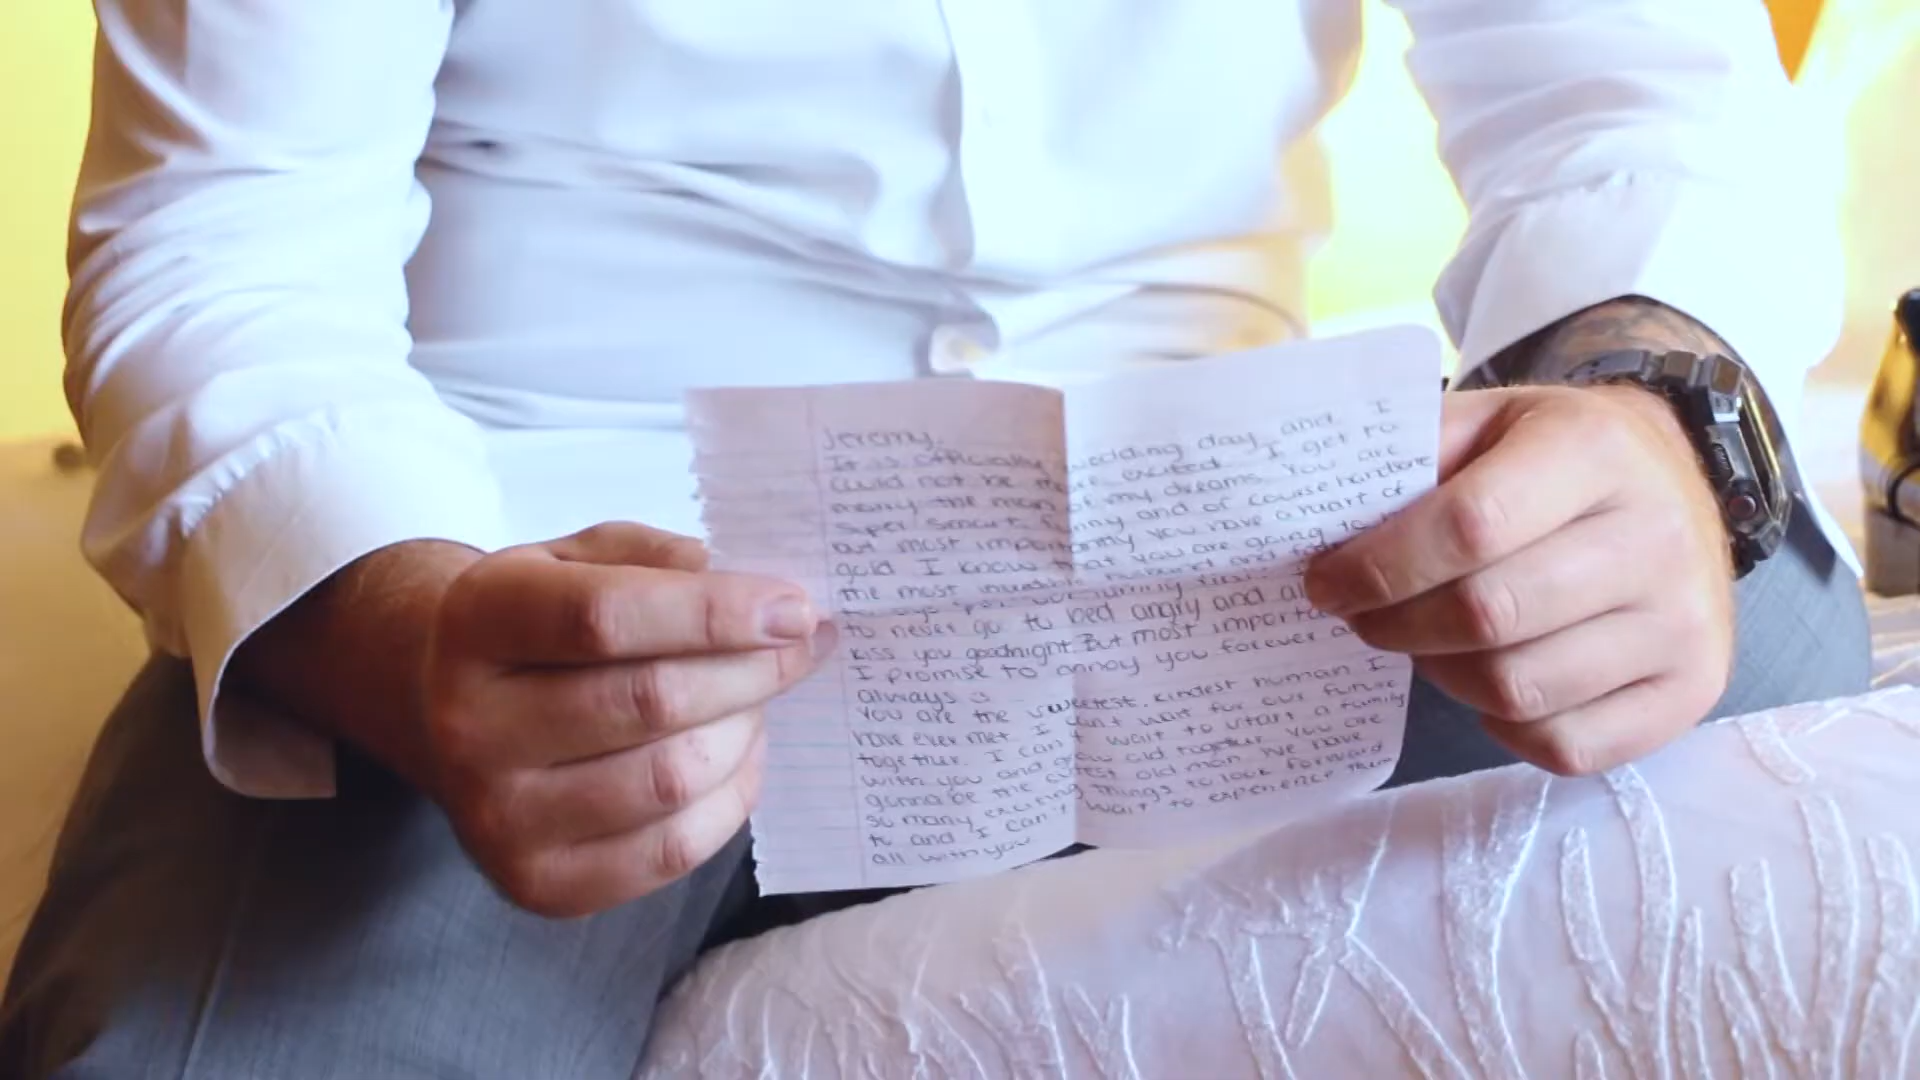 Jeremy,
It is officially wedding day and I
could not be more excited. I get to
marry the man of my dreams. You are
super smart, funny and of course handsome
but most importantly you have a heart of
gold. I know that you are going to
the most incredible husband and
to never go to bed angry and
kiss you goodnight. But most
I promise to annoy you forever
always :)
You are the sweetest, kindest human I
have ever met. I can't wait for our future
together. I can't wait to start a family
with you and grow old together. You are
gonna be the cutest old man. We have
so many exciting things to look forward
to and I can't wait to experience them
all with you